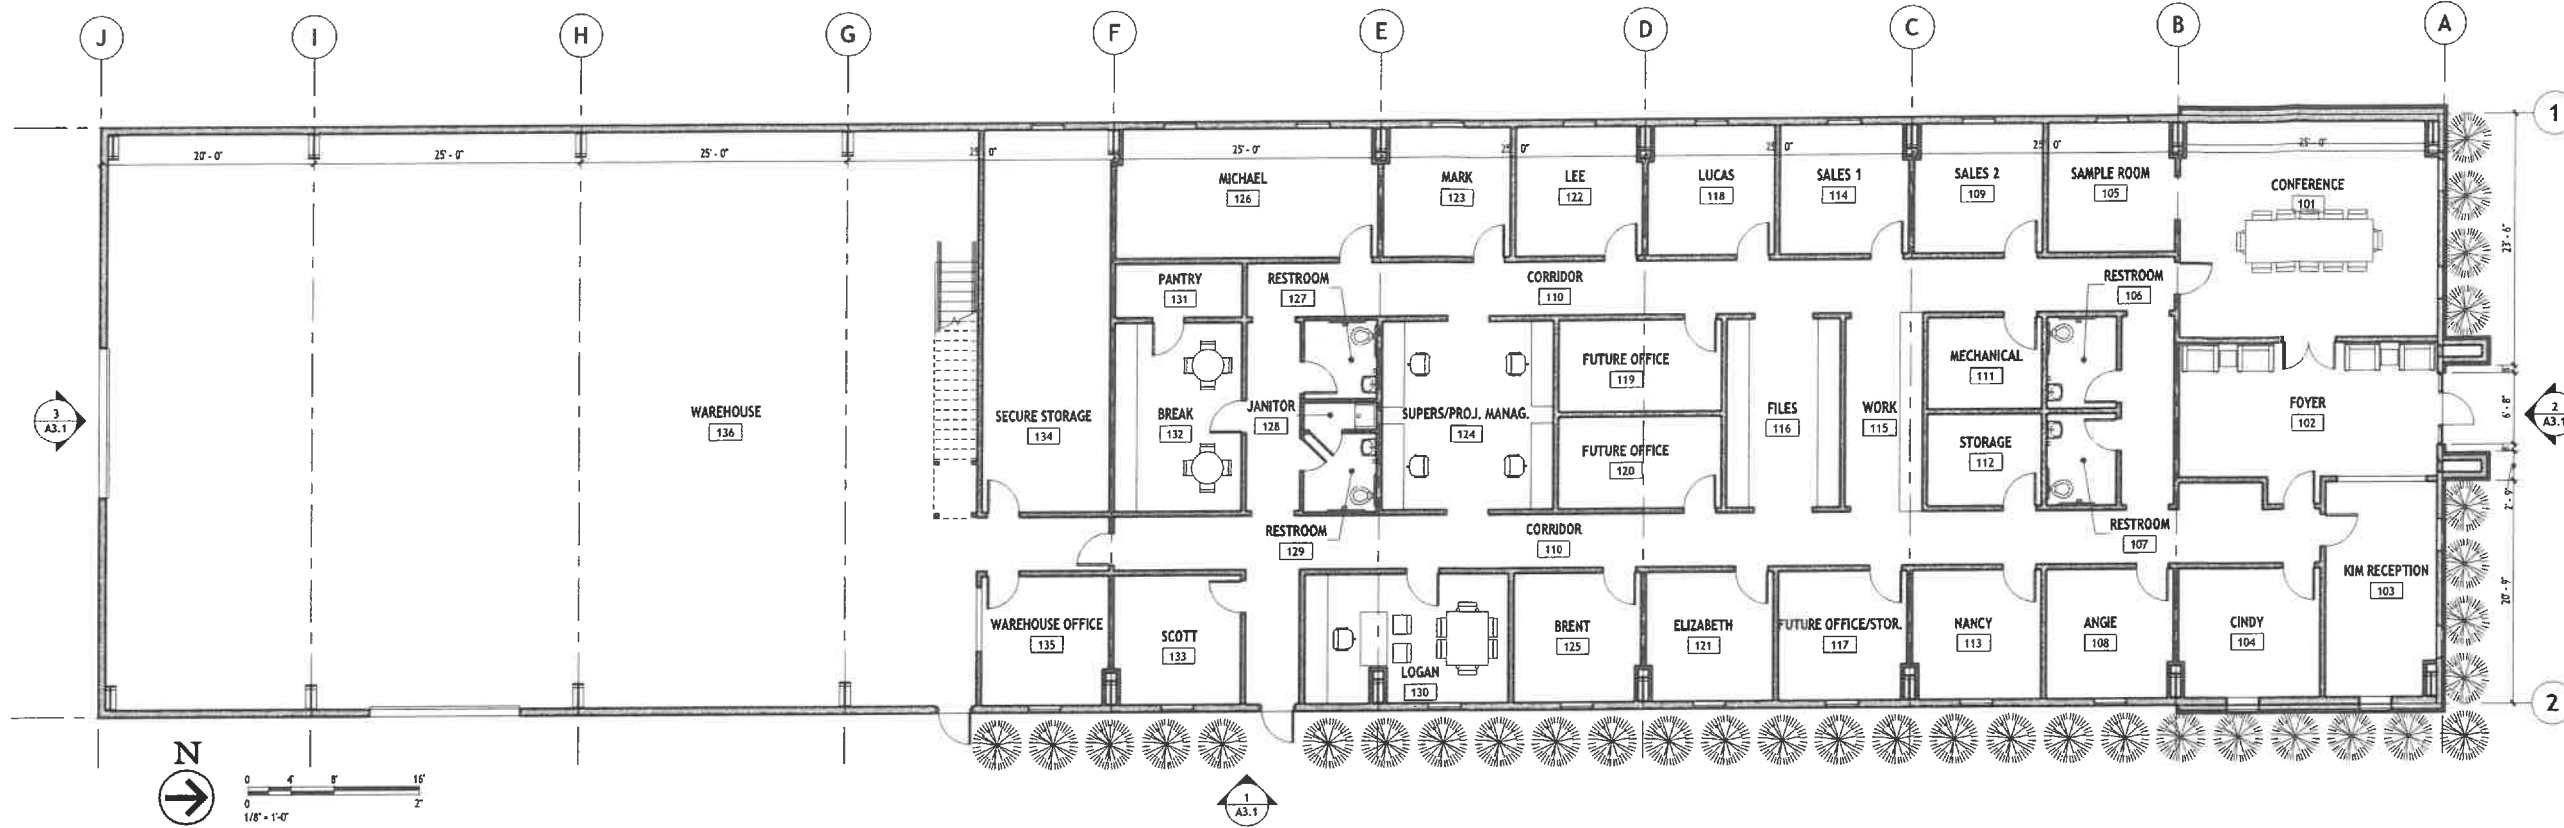 J I H G F E D C B A
1
20'-0" 25'-0" 25'-0" 25'-0" 25'-0" 25'-0" 25'-0" 25'-0" 25'-0"
MICHAEL
126
MARK
123
LEE
122
LUCAS
118
SALES 1
114
SALES 2
109
SAMPLE ROOM
105
CONFERENCE
101
23'-6"
PANTRY
131
RESTROOM
127
CORRIDOR
110
RESTROOM
106
FUTURE OFFICE
119
MECHANICAL
111
3
A3.1
WAREHOUSE
136
SECURE STORAGE
134
BREAK
132
JANITOR
128
SUPERS/PROJ. MANAG.
124
FILES
116
WORK
115
FOYER
102
6'-8"
2
A3.1
FUTURE OFFICE
120
STORAGE
112
RESTROOM
129
CORRIDOR
110
RESTROOM
107
2'-9"
WAREHOUSE OFFICE
135
SCOTT
133
LOGAN
130
BRENT
125
ELIZABETH
121
FUTURE OFFICE/STOR.
117
NANCY
113
ANGIE
108
CINDY
104
KIM RECEPTION
103
20'-9"
2
N
0 4' 8' 16'
0 2"
1/8" = 1'-0"
1
A3.1